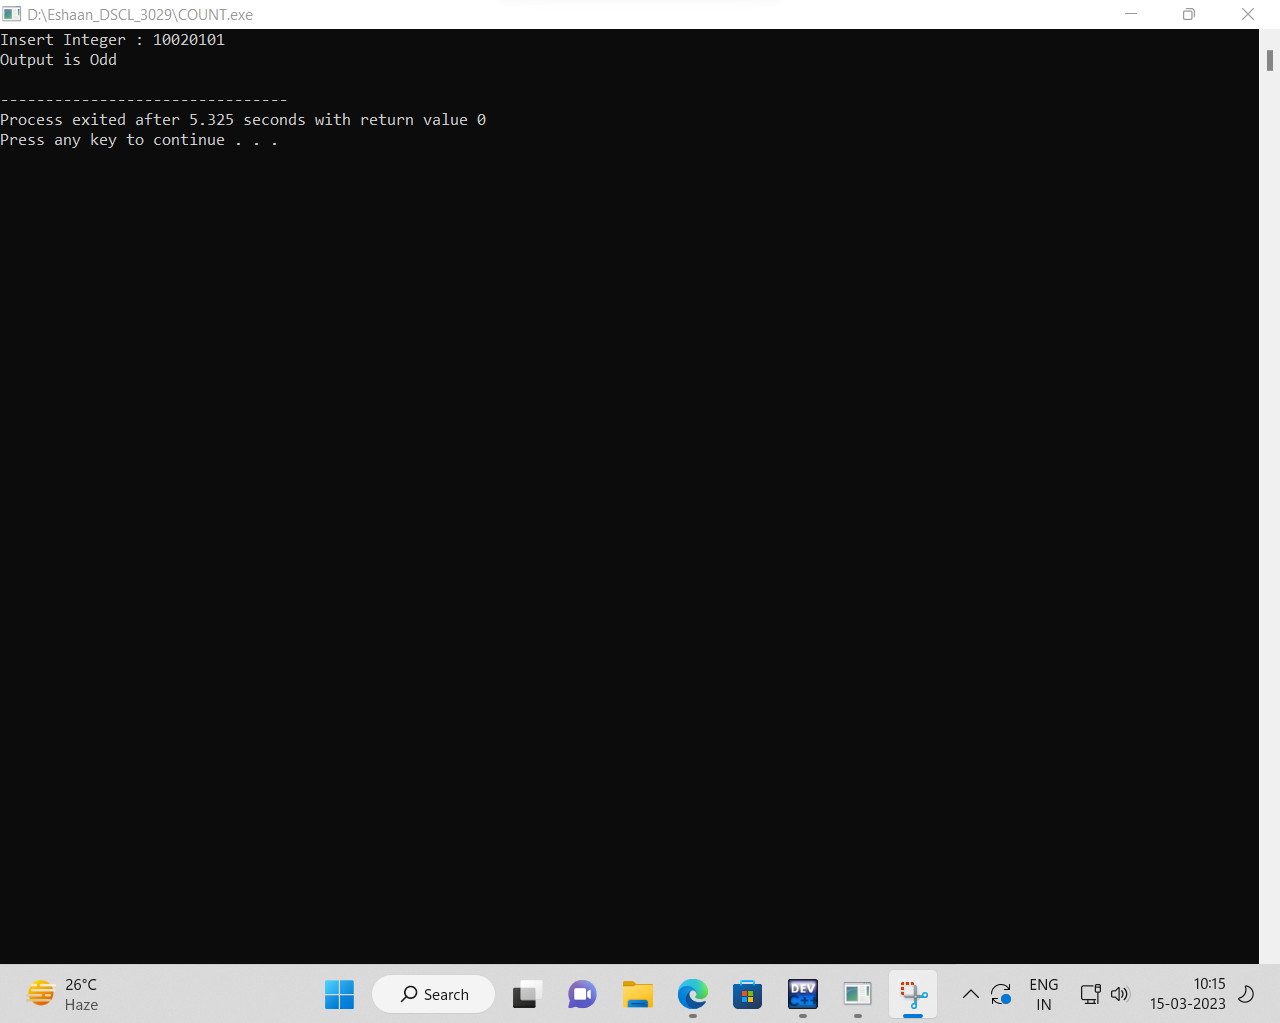 D:\Eshaan_DSCL_3029\COUNT.exe
Insert Integer : 10020101
Output is Odd
--------------------------------
Process exited after 5.325 seconds with return value 0
Press any key to continue . . .
26°C
Haze
Search
DEV
C++
ENG
IN
10:15
15-03-2023